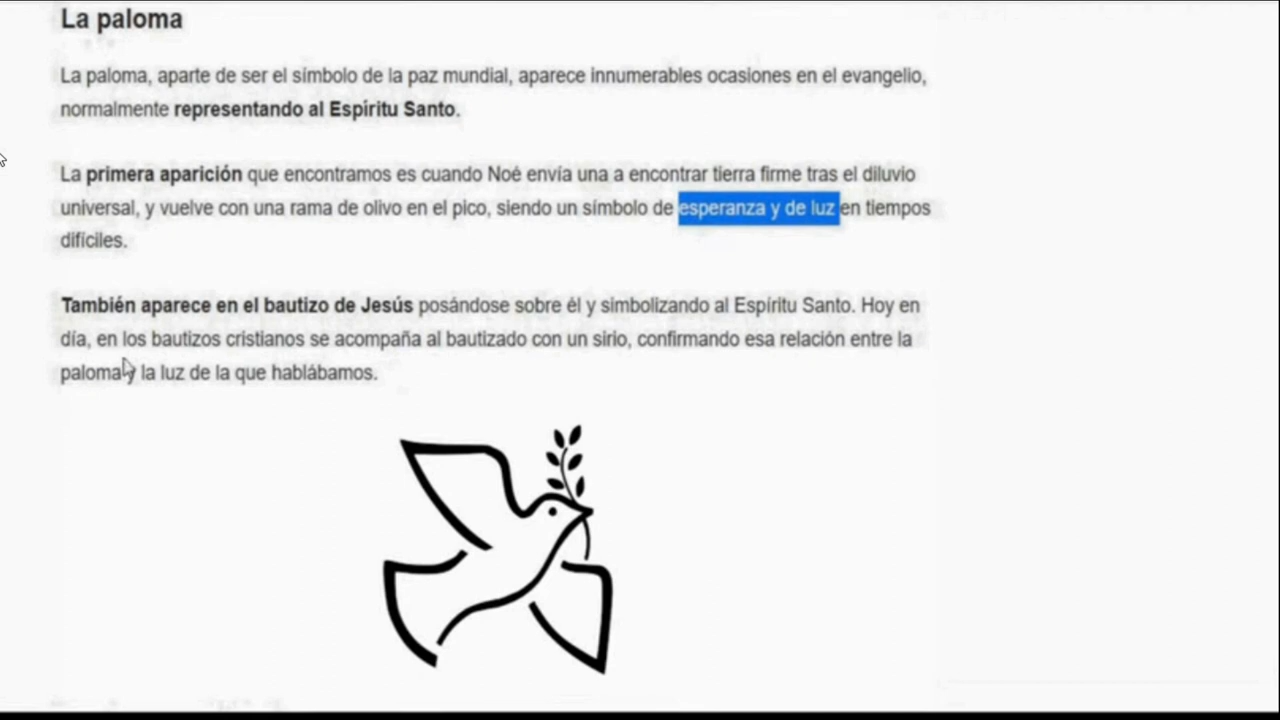 La paloma
La paloma, aparte de ser el símbolo de la paz mundial, aparece innumerables ocasiones en el evangelio,
normalmente representando al Espíritu Santo.
La primera aparición que encontramos es cuando Noé envía una a encontrar tierra firme tras el diluvio
universal, y vuelve con una rama de olivo en el pico, siendo un símbolo de esperanza y de luz en tiempos
difíciles.
También aparece en el bautizo de Jesús posándose sobre él y simbolizando al Espíritu Santo. Hoy en
día, en los bautizos cristianos se acompaña al bautizado con un sirio, confirmando esa relación entre la
paloma y la luz de la que hablábamos.